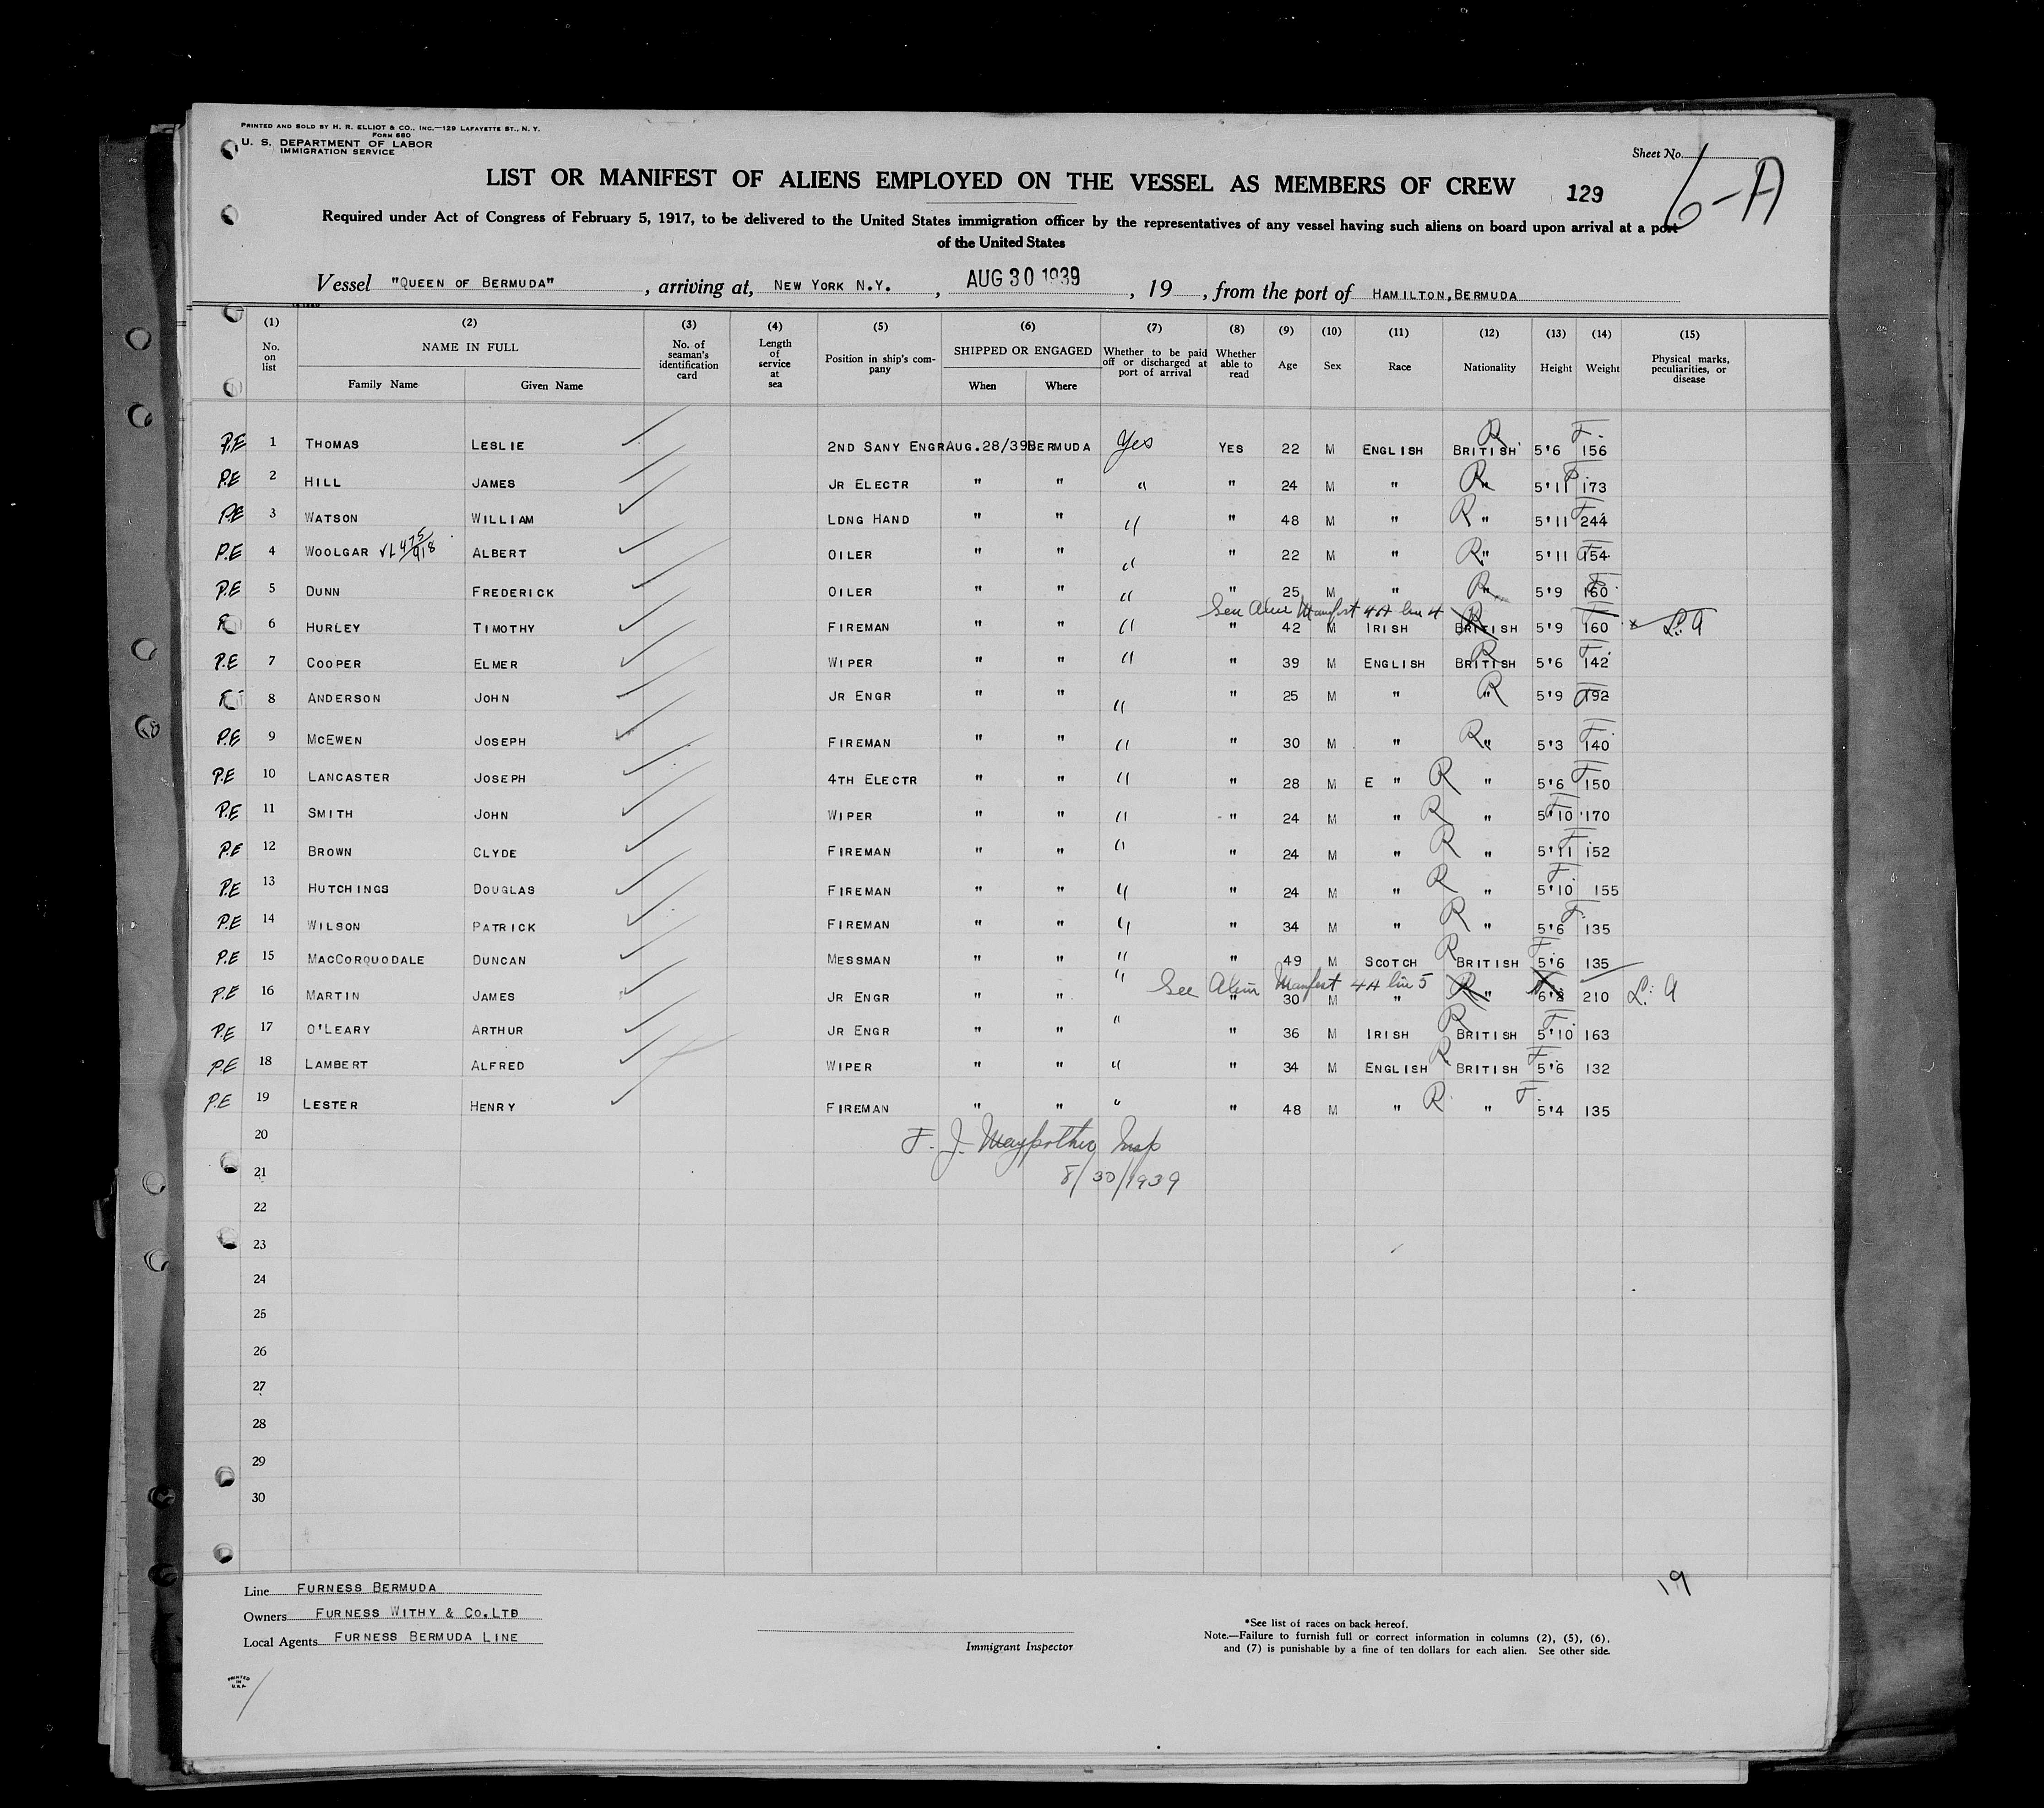 PRINTED AND SOLD BY H. R. ELLIOT & CO., INC.—129 LAFAYETTE ST., N. Y.
FORM 680
U. S. DEPARTMENT OF LABOR
IMMIGRATION SERVICE
Sheet No.
6-A
LIST OR MANIFEST OF ALIENS EMPLOYED ON THE VESSEL AS MEMBERS OF CREW 129
Required under Act of Congress of February 5, 1917, to be delivered to the United States immigration officer by the representatives of any vessel having such aliens on board upon arrival at a port
of the United States
Vessel "QUEEN OF BERMUDA", arriving at, NEW YORK N.Y., AUG 30 1939, 19, from the port of HAMILTON, BERMUDA
(1) (2) (3) (4) (5) (6) (7) (8) (9) (10) (11) (12) (13) (14) (15)
No. on list NAME IN FULL Family Name Given Name No. of seaman's identification card Length of service at sea Position in ship's company SHIPPED OR ENGAGED When Where Whether to be paid off or discharged at port of arrival Whether able to read Age Sex Race Nationality Height Weight Physical marks, peculiarities, or disease
P.E 1 THOMAS LESLIE 2ND SANY ENGR AUG.28/39 BERMUDA Yes YES 22 M ENGLISH R BRITISH 5'6 156
P.E 2 HILL JAMES JR ELECTR " " " " 24 M " R " 5'11 173
P.E 3 WATSON WILLIAM LDNG HAND " " " " 48 M " R " 5'11 244
P.E 4 WOOLGAR VL 475/918 ALBERT OILER " " " " 22 M " R " 5'11 154
P.E 5 DUNN FREDERICK OILER " " " " 25 M " R " 5'9 160
See Alien Manifest 4A line 4
6 HURLEY TIMOTHY FIREMAN " " " " 42 M IRISH R BRITISH 5'9 160 x L. A
P.E 7 COOPER ELMER WIPER " " " " 39 M ENGLISH R BRITISH 5'6 142
8 ANDERSON JOHN JR ENGR " " " " 25 M " R " 5'9 192
P.E 9 MCEWEN JOSEPH FIREMAN " " " " 30 M " R " 5'3 140
P.E 10 LANCASTER JOSEPH 4TH ELECTR " " " " 28 M E " R " 5'6 150
P.E 11 SMITH JOHN WIPER " " " " 24 M " R " 5'10 170
P.E 12 BROWN CLYDE FIREMAN " " " " 24 M " R " 5'11 152
P.E 13 HUTCHINGS DOUGLAS FIREMAN " " " " 24 M " R " 5'10 155
P.E 14 WILSON PATRICK FIREMAN " " " " 34 M " R " 5'6 135
P.E 15 MACCORQUODALE DUNCAN MESSMAN " " " " 49 M SCOTCH R BRITISH 5'6 135
See Alien Manifest 4A line 5
P.E 16 MARTIN JAMES JR ENGR " " " " 30 M " R " 6'2 210 L. A
P.E 17 O'LEARY ARTHUR JR ENGR " " " " 36 M IRISH R BRITISH 5'10 163
P.E 18 LAMBERT ALFRED WIPER " " " " 34 M ENGLISH R BRITISH 5'6 132
P.E 19 LESTER HENRY FIREMAN " " " " 48 M " R " 5'4 135
20 F. J. Insp
21 8/30/1939
22
23
24
25
26
27
28
29
30
19
Line FURNESS BERMUDA
Owners FURNESS WITHY & CO. LTD
Local Agents FURNESS BERMUDA LINE
Immigrant Inspector
*See list of races on back hereof.
Note.—Failure to furnish full or correct information in columns (2), (5), (6),
and (7) is punishable by a fine of ten dollars for each alien. See other side.
PRINTED
IN
U.S.A.